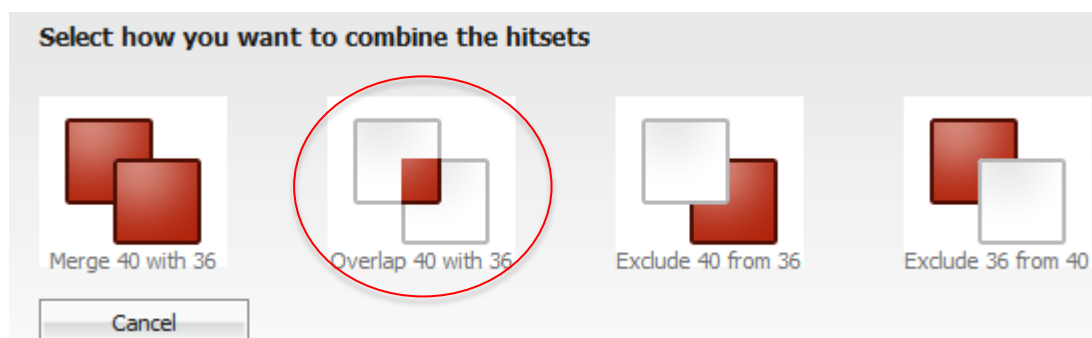 Select how you want to combine the hitsets
Merge 40 with 36
Overlap 40 with 36
Exclude 40 from 36
Exclude 36 from 40
Cancel